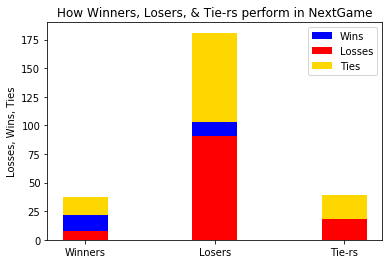 How Winners, Losers, & Tie-rs perform in NextGame
Wins
Losses
Ties
Losses, Wins, Ties
175
150
125
100
75
50
25
0
Winners
Losers
Tie-rs